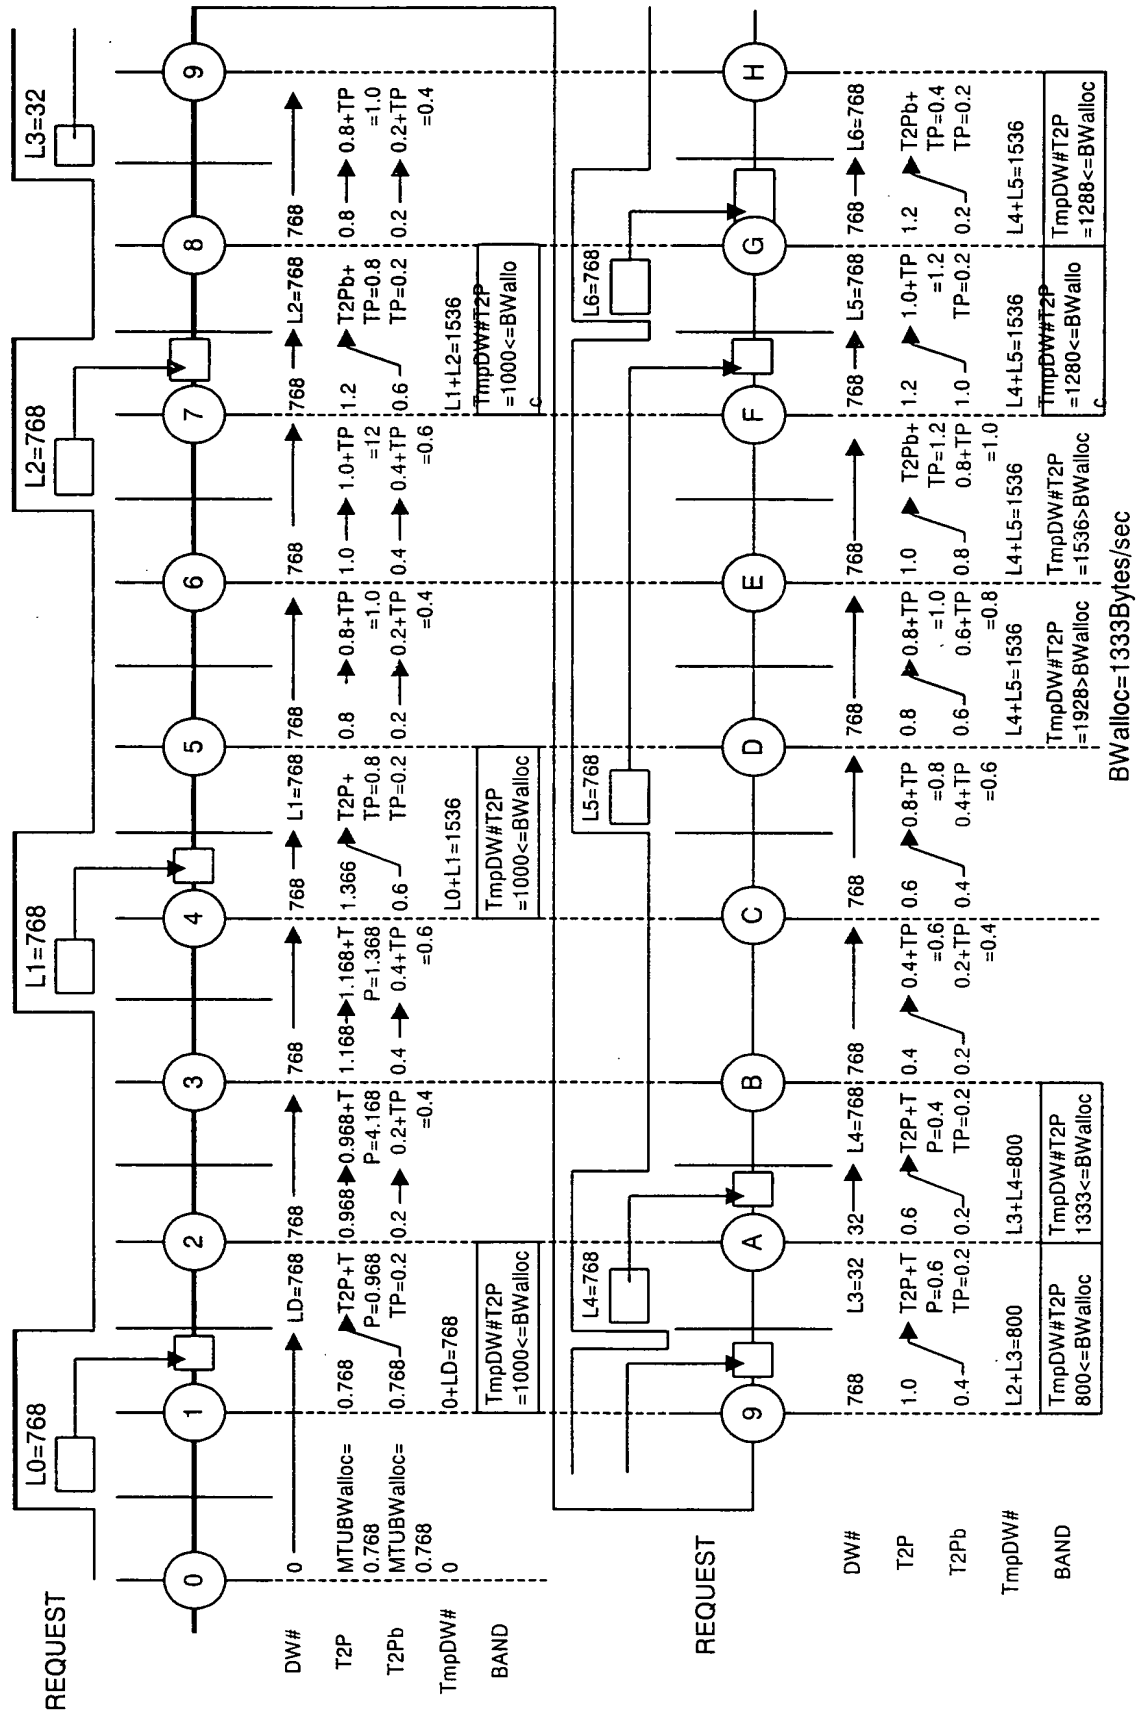 REQUEST
L0=768
L1=768
L2=768
L3=32
0
1
2
3
4
5
6
7
8
9
DW#
0
LD=768
768
768
768
L1=768
768
768
768
L2=768
768
T2P
MTUBWalloc=
0.768
0.768
T2P+T
P=0.968
0.968
0.968+T
P=4.168
1.168
1.168+T
P=1.368
1.366
T2P+
TP=0.8
0.8
0.8+TP
=1.0
1.0
1.0+TP
=12
1.2
T2Pb+
TP=0.8
0.8
0.8+TP
=1.0
T2Pb
MTUBWalloc=
0.768
0.768
TP=0.2
0.2
0.2+TP
=0.4
0.4
0.4+TP
=0.6
0.6
TP=0.2
0.2
0.2+TP
=0.4
0.4
0.4+TP
=0.6
0.6
TP=0.2
0.2
0.2+TP
=0.4
TmpDW#
0
0+LD=768
L0+L1=1536
L1+L2=1536
BAND
TmpDW#T2P
=1000<=BWalloc
TmpDW#T2P
=1000<=BWalloc
TmpDW#T2P
=1000<=BWallo
c
REQUEST
L4=768
L5=768
L6=768
9
A
B
C
D
E
F
G
H
DW#
768
L3=32
32
L4=768
768
768
768
768
768
L5=768
768
L6=768
T2P
1.0
T2P+T
P=0.6
0.6
T2P+T
P=0.4
0.4
0.4+TP
=0.6
0.6
0.8+TP
=0.8
0.8
0.8+TP
=1.0
1.0
T2Pb+
TP=1.2
1.2
1.0+TP
=1.2
1.2
T2Pb+
TP=0.4
T2Pb
0.4
TP=0.2
0.2
TP=0.2
0.2
0.2+TP
=0.4
0.4
0.4+TP
=0.6
0.6
0.6+TP
=0.8
0.8
0.8+TP
=1.0
1.0
TP=0.2
0.2
TP=0.2
TmpDW#
L2+L3=800
L3+L4=800
L4+L5=1536
L4+L5=1536
L4+L5=1536
L4+L5=1536
BAND
TmpDW#T2P
800<=BWalloc
TmpDW#T2P
1333<=BWalloc
TmpDW#T2P
=1928>BWalloc
TmpDW#T2P
=1536>BWalloc
TmpDW#T2P
=1280<=BWallo
c
TmpDW#T2P
=1288<=BWalloc
BWalloc=1333Bytes/sec